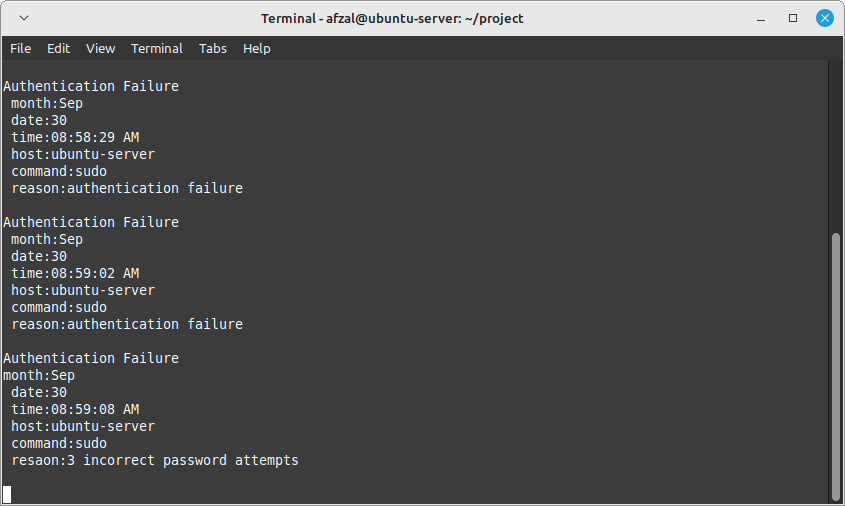 Terminal - afzal@ubuntu-server: ~/project
File Edit View Terminal Tabs Help
Authentication Failure
month:Sep
date:30
time:08:58:29 AM
host:ubuntu-server
command:sudo
reason:authentication failure
Authentication Failure
month:Sep
date:30
time:08:59:02 AM
host:ubuntu-server
command:sudo
reason:authentication failure
Authentication Failure
month:Sep
date:30
time:08:59:08 AM
host:ubuntu-server
command:sudo
resaon:3 incorrect password attempts